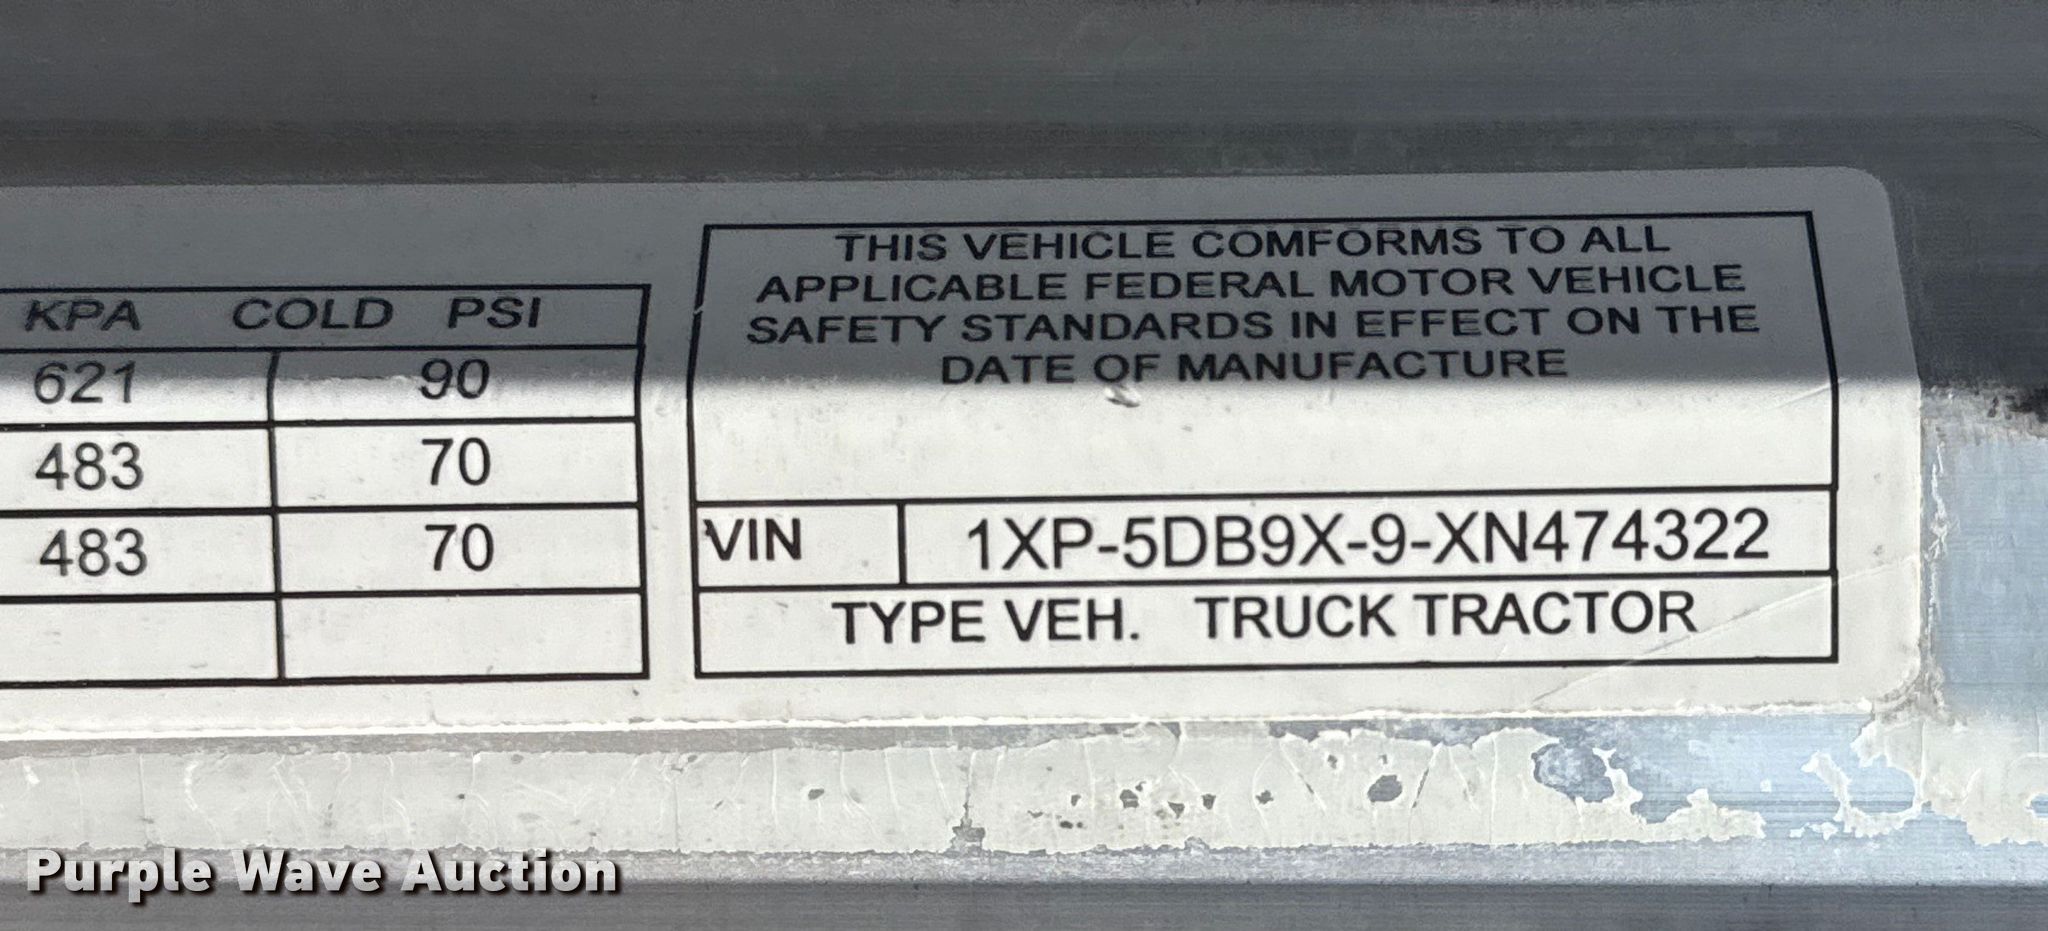 KPA COLD PSI
621 90
483 70
483 70
THIS VEHICLE COMFORMS TO ALL
APPLICABLE FEDERAL MOTOR VEHICLE
SAFETY STANDARDS IN EFFECT ON THE
DATE OF MANUFACTURE
VIN 1XP-5DB9X-9-XN474322
TYPE VEH. TRUCK TRACTOR
Purple Wave Auction